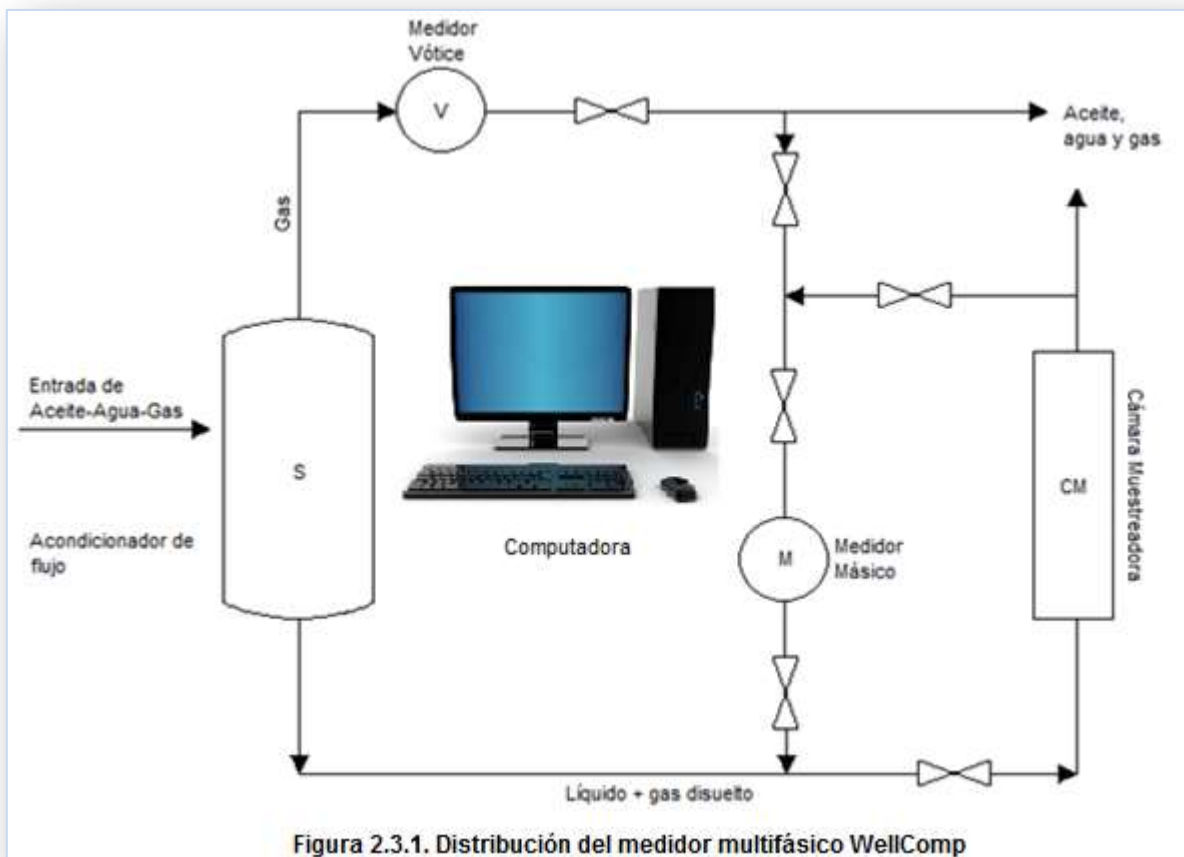 Medidor
Vótice
V
Aceite,
agua y gas
Gas
Entrada de
Aceite-Agua-Gas
S
Acondicionador de
flujo
Computadora
M
Medidor
Másico
CM
Cámara Muestreadora
Líquido + gas disuelto
Figura 2.3.1. Distribución del medidor multifásico WellComp